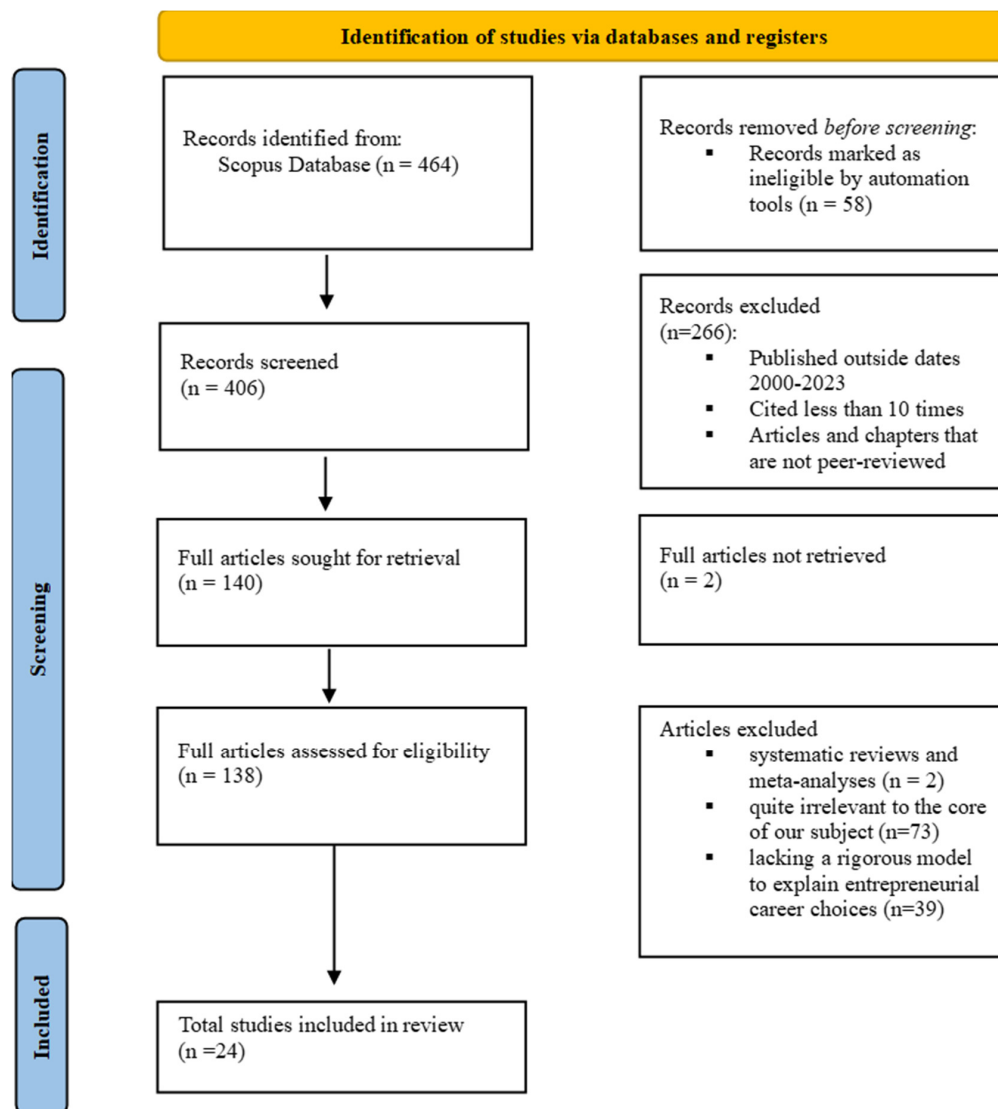 Identification of studies via databases and registers
Identification
Records identified from:
Scopus Database (n = 464)
Records removed before screening:
▪ Records marked as
ineligible by automation
tools (n = 58)
Records screened
(n = 406)
Records excluded
(n=266):
▪ Published outside dates
2000-2023
▪ Cited less than 10 times
▪ Articles and chapters that
are not peer-reviewed
Screening
Full articles sought for retrieval
(n = 140)
Full articles not retrieved
(n = 2)
Full articles assessed for eligibility
(n = 138)
Articles excluded
▪ systematic reviews and
meta-analyses (n = 2)
▪ quite irrelevant to the core
of our subject (n=73)
▪ lacking a rigorous model
to explain entrepreneurial
career choices (n=39)
Included
Total studies included in review
(n =24)